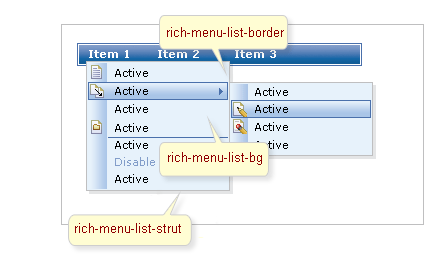 rich-menu-list-border
Item 1 Item 2 Item 3
Active
Active
Active
Active
Active
Disable
Active
Active
Active
Active
Active
rich-menu-list-bg
rich-menu-list-strut